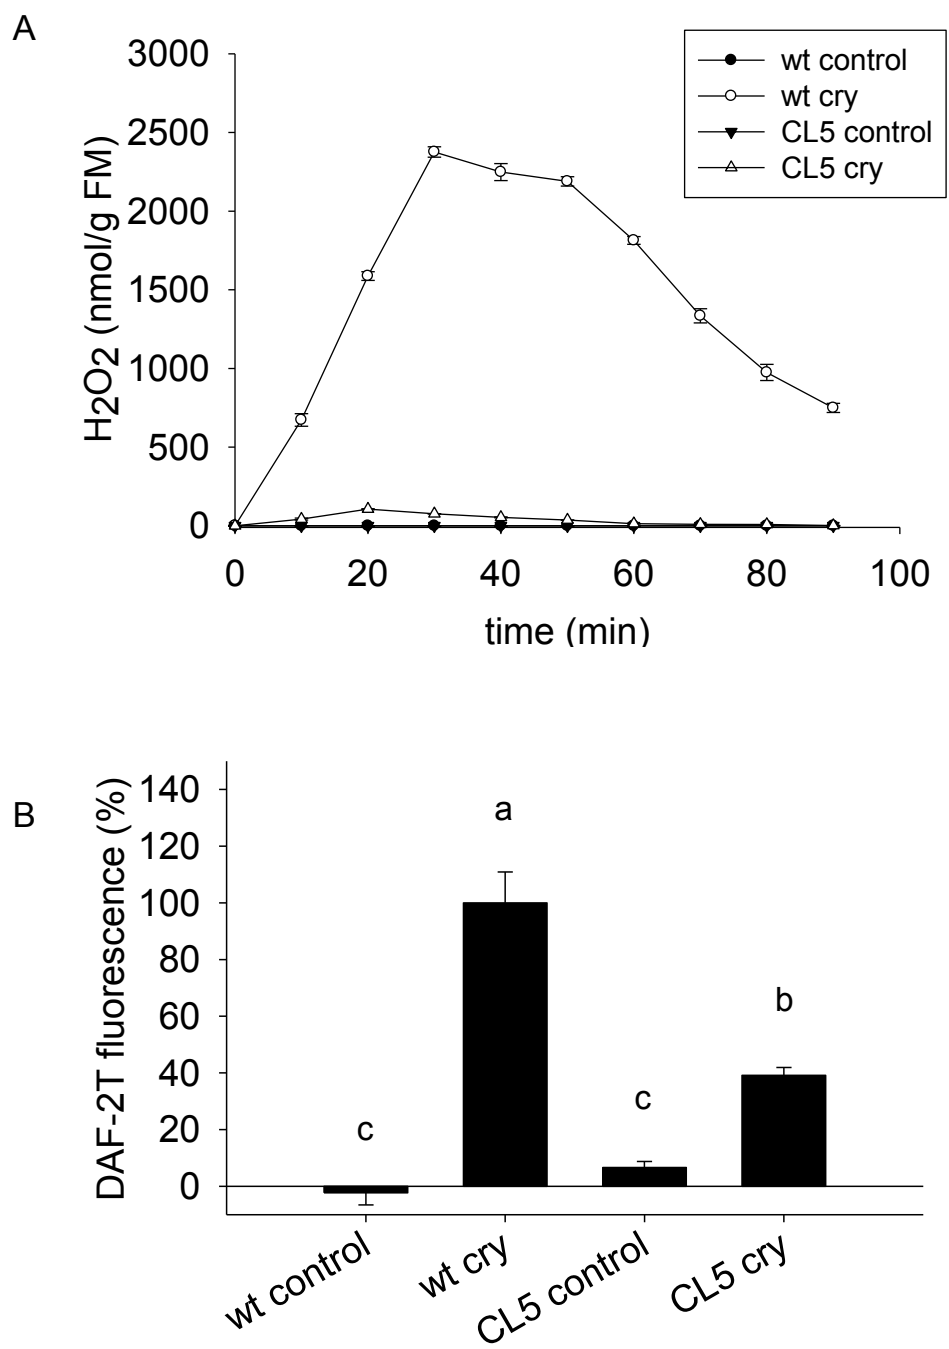 A
3000
2500
2000
1500
1000
500
0
H2O2 (nmol/g FM)
wt control
wt cry
CL5 control
CL5 cry
0 20 40 60 80 100
time (min)
B
140
120
100
80
60
40
20
0
DAF-2T fluorescence (%)
a
b
c
c
wt control
wt cry
CL5 control
CL5 cry